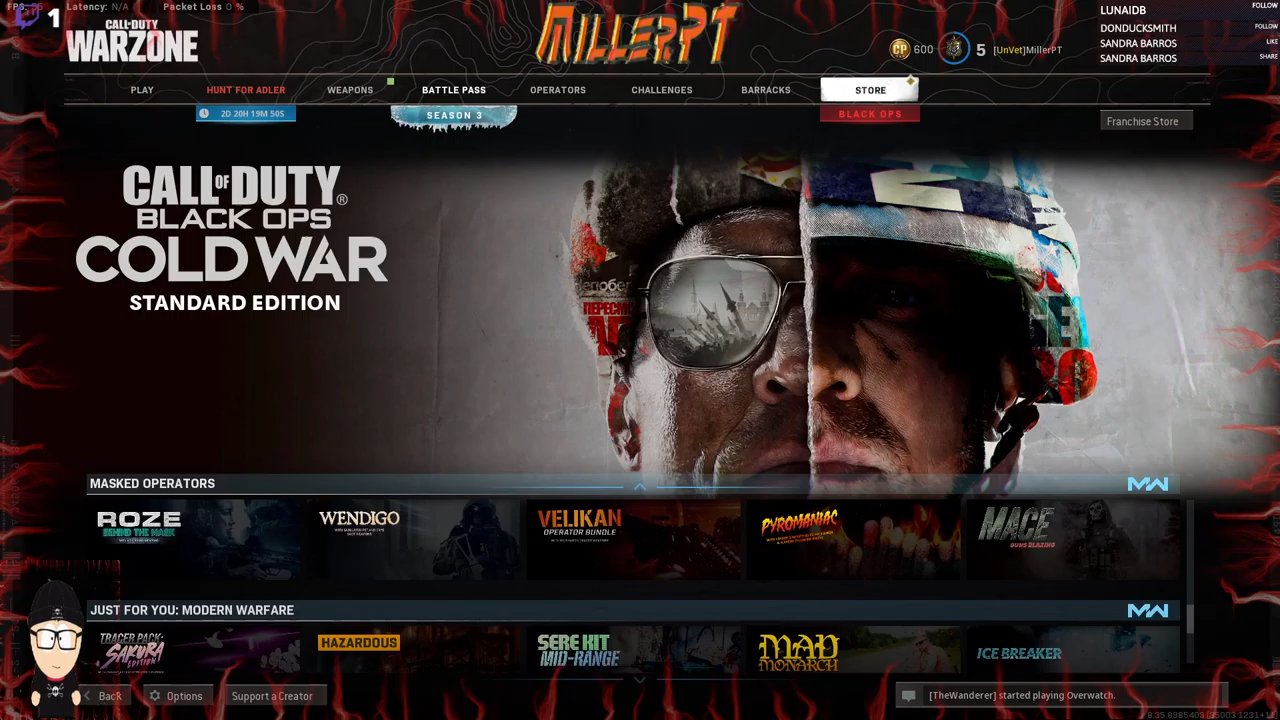 Latency: N/A
Packet Loss 0 %
1
CALL OF DUTY
WARZONE
MILLERPT
600
5
[UnVet]MillerPT
LUNAIDB
FOLLOW
DONDUCKSMITH
FOLLOW
SANDRA BARROS
LIKE
SANDRA BARROS
SHARE
PLAY
HUNT FOR ADLER
WEAPONS
BATTLE PASS
OPERATORS
CHALLENGES
BARRACKS
STORE
2D 20H 19M 50S
SEASON 3
BLACK OPS
Franchise Store
CALL OF DUTY®
BLACK OPS
COLD WAR
STANDARD EDITION
MASKED OPERATORS
MW
ROZE
BEHIND THE MASK
WENDIGO
VELIKAN
OPERATOR BUNDLE
PYROMANIAC
MACE
GUNS BLAZING
JUST FOR YOU: MODERN WARFARE
MW
TRACER PACK:
SAKURA
EDITION
HAZARDOUS
SERE KIT
MID-RANGE
MAD
MONARCH
ICE BREAKER
Back
Options
Support a Creator
[TheWanderer] started playing Overwatch.